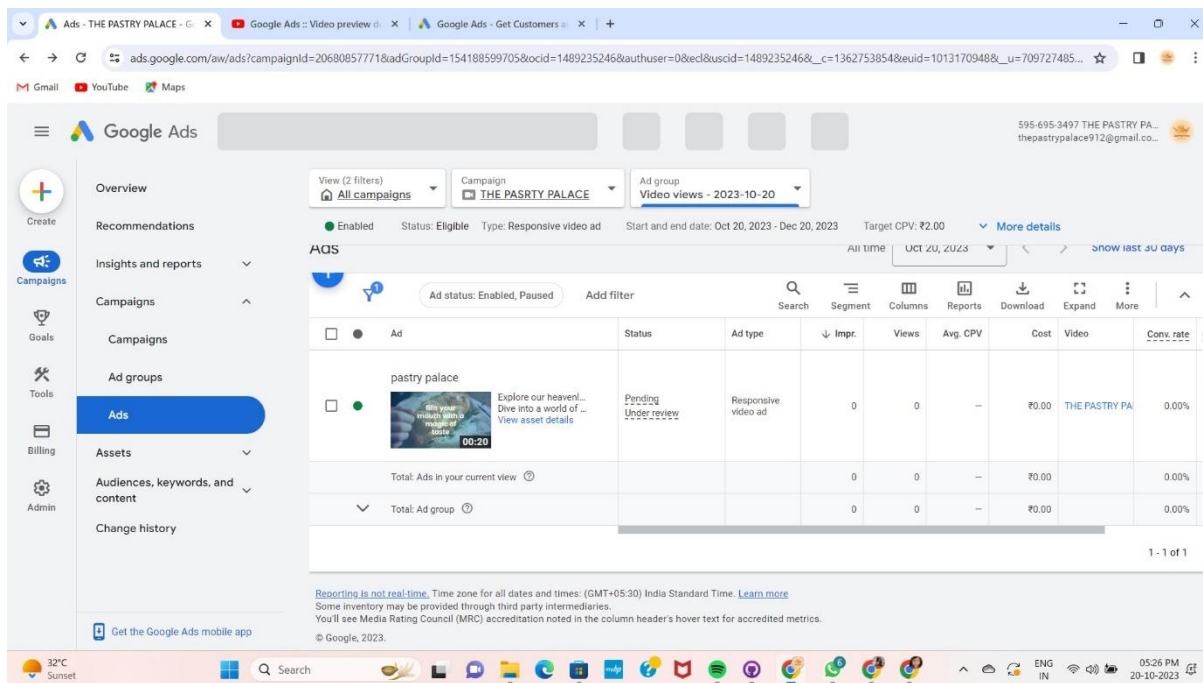 Ads - THE PASTRY PALACE - G
Google Ads :: Video preview d
Google Ads - Get Customers a
ads.google.com/aw/ads?campaignId=20680857771&adGroupId=154188599705&ocid=1489235246&authuser=0&ecl&uscid=1489235246&__c=1362753854&euid=1013170948&__u=709727485...
Gmail
YouTube
Maps
Google Ads
595-695-3497 THE PASTRY PA...
thepastrypalace912@gmail.co...
Create
Campaigns
Goals
Tools
Billing
Admin
Overview
Recommendations
Insights and reports
Campaigns
Campaigns
Ad groups
Ads
Assets
Audiences, keywords, and
content
Change history
Get the Google Ads mobile app
View (2 filters)
All campaigns
Campaign
THE PASRTY PALACE
Ad group
Video views - 2023-10-20
Enabled Status: Eligible Type: Responsive video ad Start and end date: Oct 20, 2023 - Dec 20, 2023 Target CPV: ₹2.00 More details
Ads All time Oct 20, 2023 Show last 30 days
1
Ad status: Enabled, Paused Add filter
Search Segment Columns Reports Download Expand More
Ad Status Ad type Impr. Views Avg. CPV Cost Video Conv. rate
pastry palace
fills your
mouth with a
magic of
taste
00:20
Explore our heavenl...
Dive into a world of ...
View asset details
Pending
Under review
Responsive
video ad
0 0 – ₹0.00 THE PASTRY PA 0.00%
Total: Ads in your current view 0 0 – ₹0.00 0.00%
Total: Ad group 0 0 – ₹0.00 0.00%
1 - 1 of 1
Reporting is not real-time. Time zone for all dates and times: (GMT+05:30) India Standard Time. Learn more
Some inventory may be provided through third party intermediaries.
You'll see Media Rating Council (MRC) accreditation noted in the column header's hover text for accredited metrics.
© Google, 2023.
32°C
Sunset
Search
ENG
IN
05:26 PM
20-10-2023